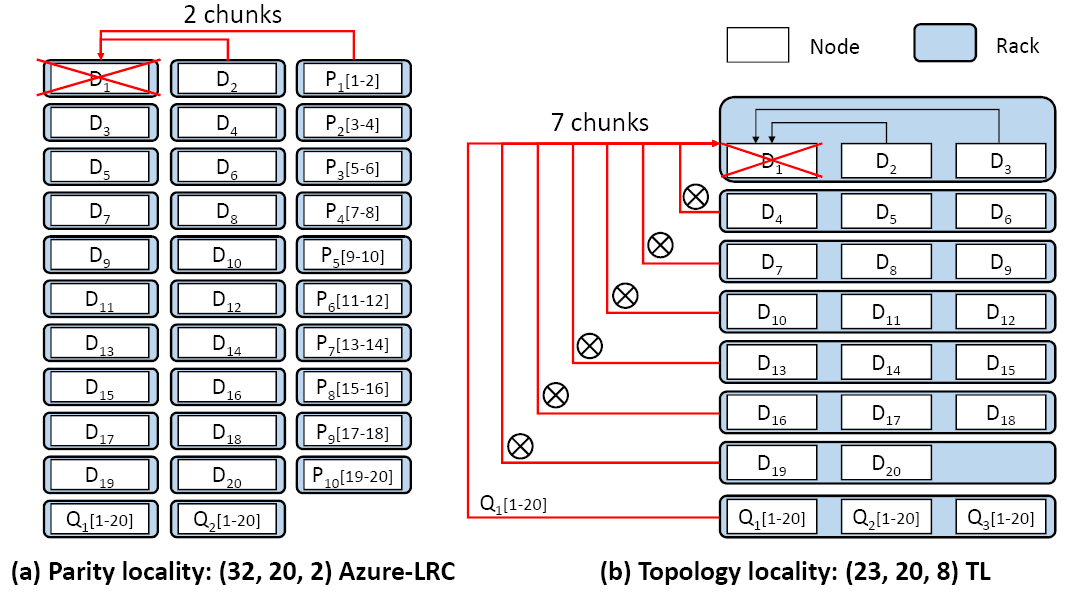 2 chunks
D1 D2 P1[1-2]
D3 D4 P2[3-4]
D5 D6 P3[5-6]
D7 D8 P4[7-8]
D9 D10 P5[9-10]
D11 D12 P6[11-12]
D13 D14 P7[13-14]
D15 D16 P8[15-16]
D17 D18 P9[17-18]
D19 D20 P10[19-20]
Q1[1-20] Q2[1-20]
(a) Parity locality: (32, 20, 2) Azure-LRC
Node Rack
7 chunks
D1 D2 D3
D4 D5 D6
D7 D8 D9
D10 D11 D12
D13 D14 D15
D16 D17 D18
D19 D20
Q1[1-20]
Q1[1-20] Q2[1-20] Q3[1-20]
(b) Topology locality: (23, 20, 8) TL